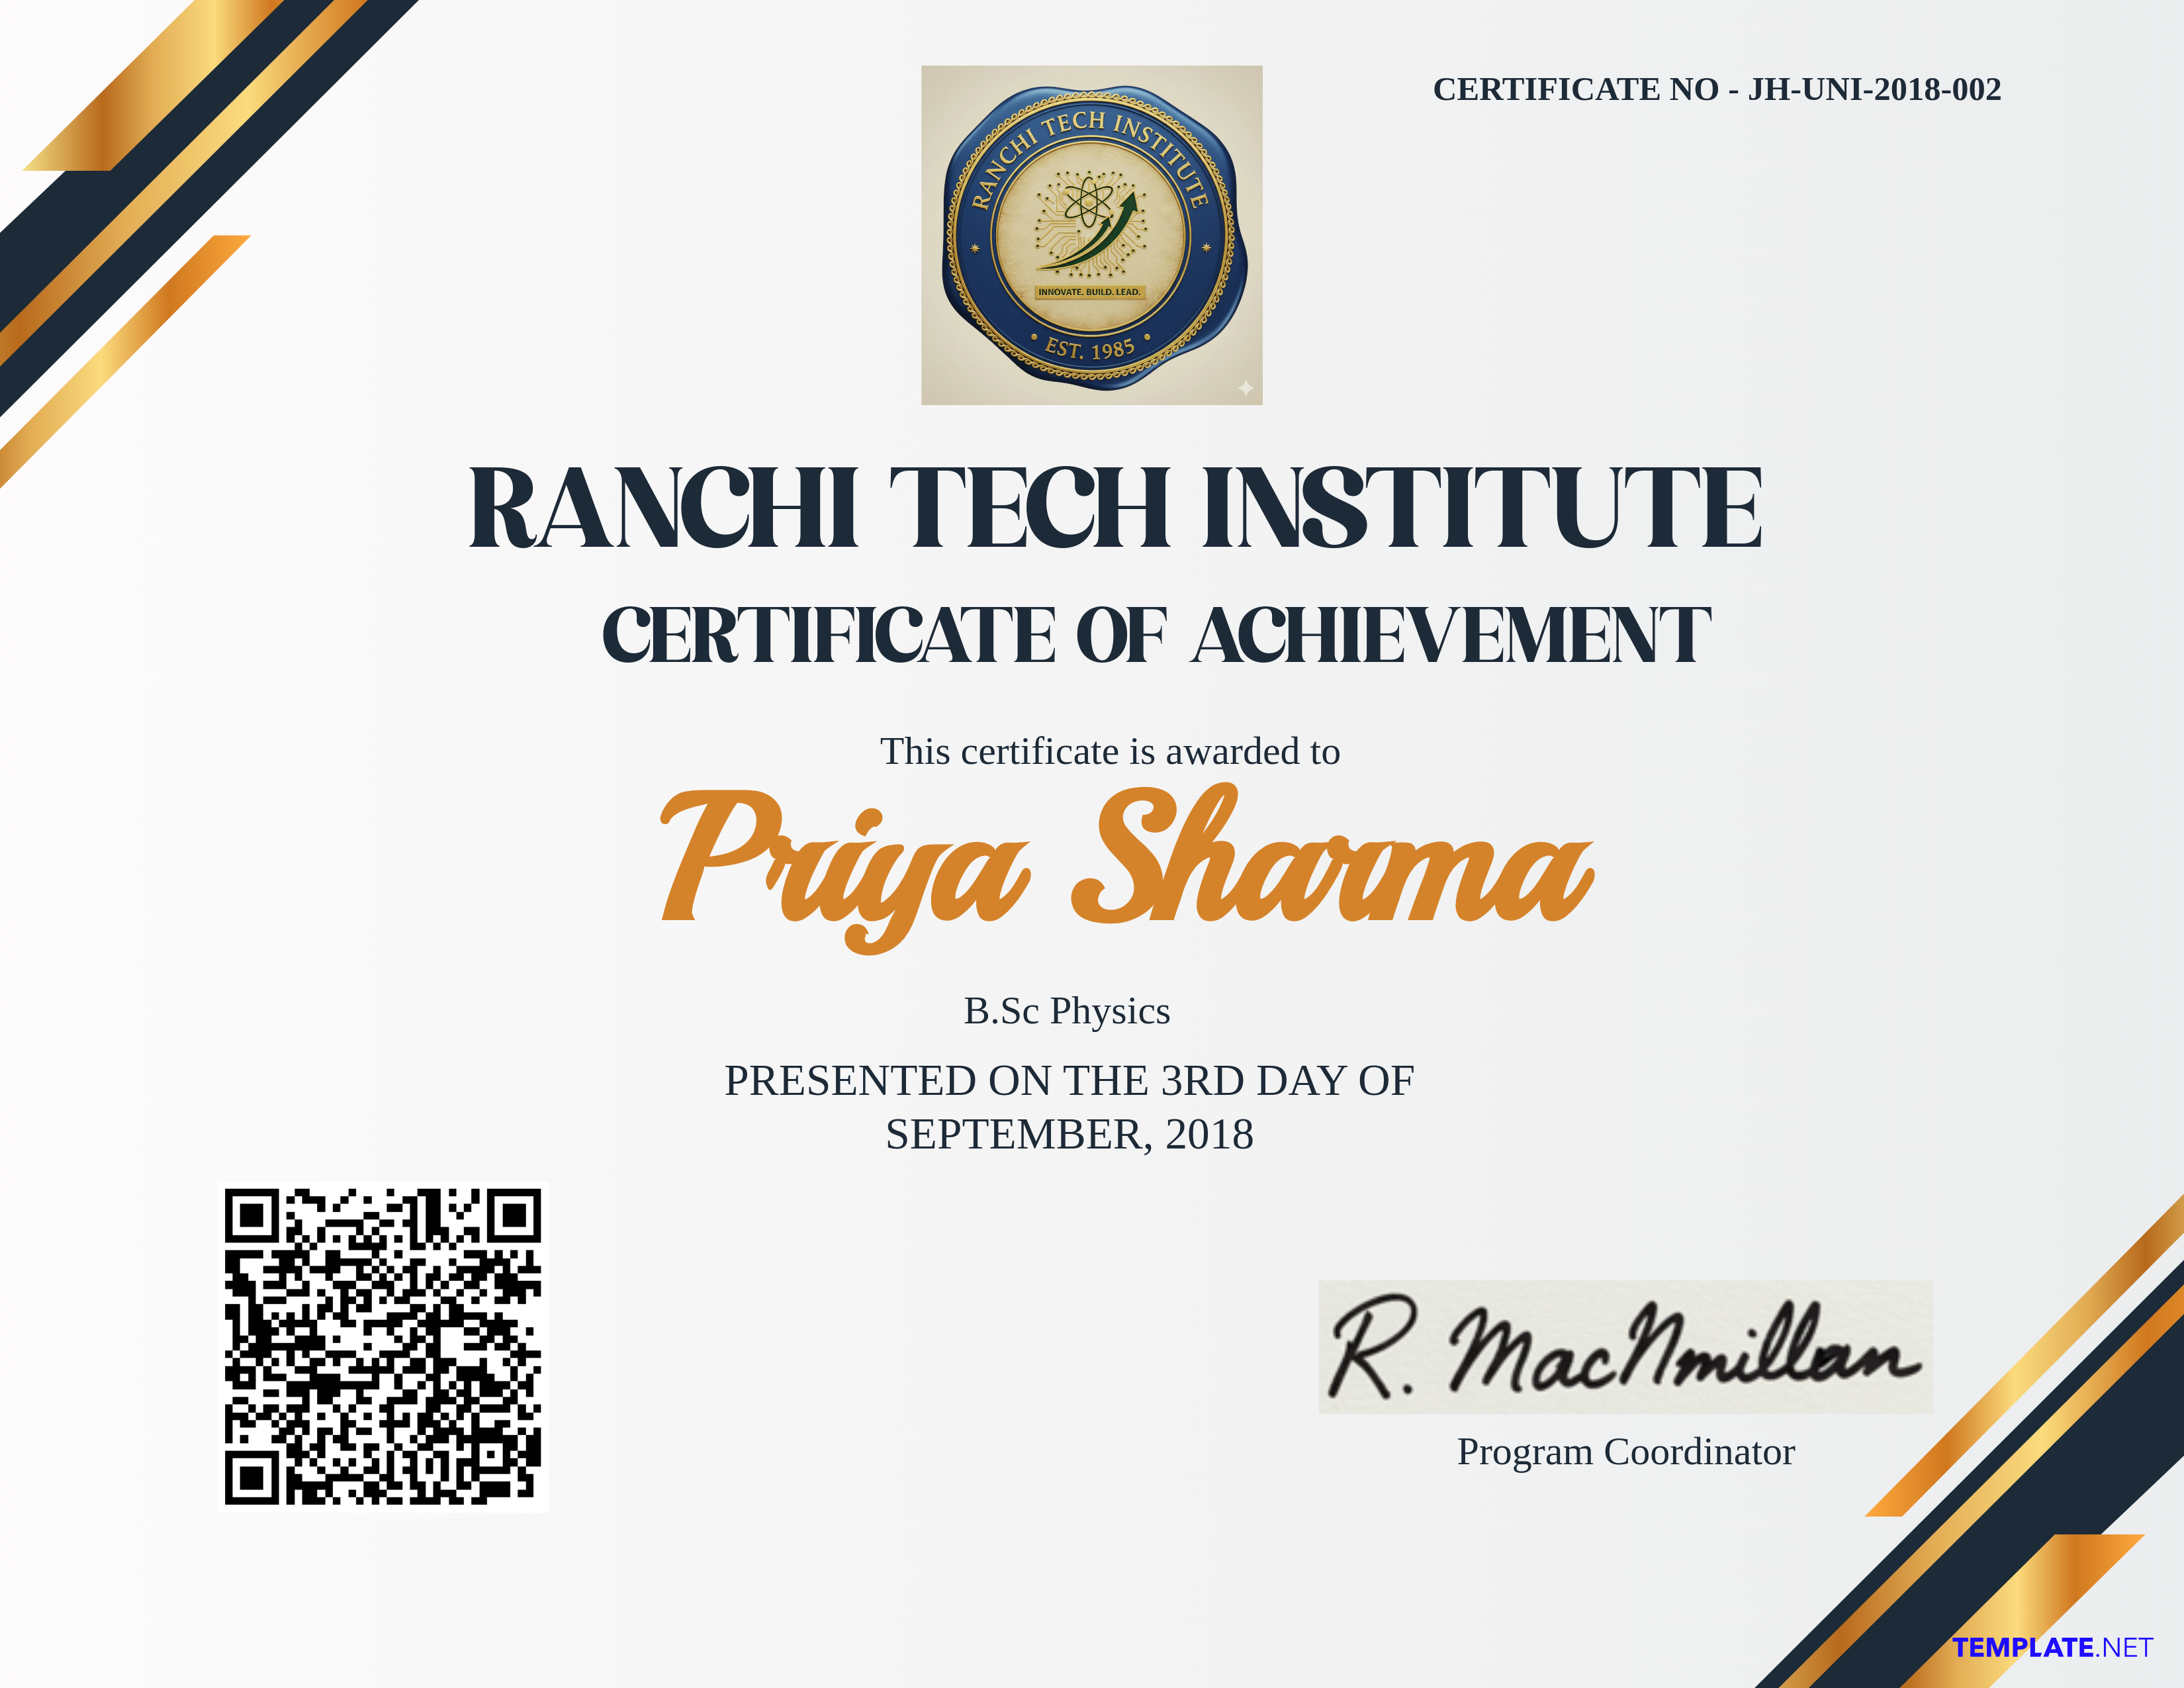 CERTIFICATE NO - JH-UNI-2018-002
RANCHI TECH INSTITUTE
INNOVATE. BUILD. LEAD.
EST. 1985
RANCHI TECH INSTITUTE
CERTIFICATE OF ACHIEVEMENT
This certificate is awarded to
Priya Sharma
B.Sc Physics
PRESENTED ON THE 3RD DAY OF
SEPTEMBER, 2018
R. MacNmillan
Program Coordinator
TEMPLATE.NET